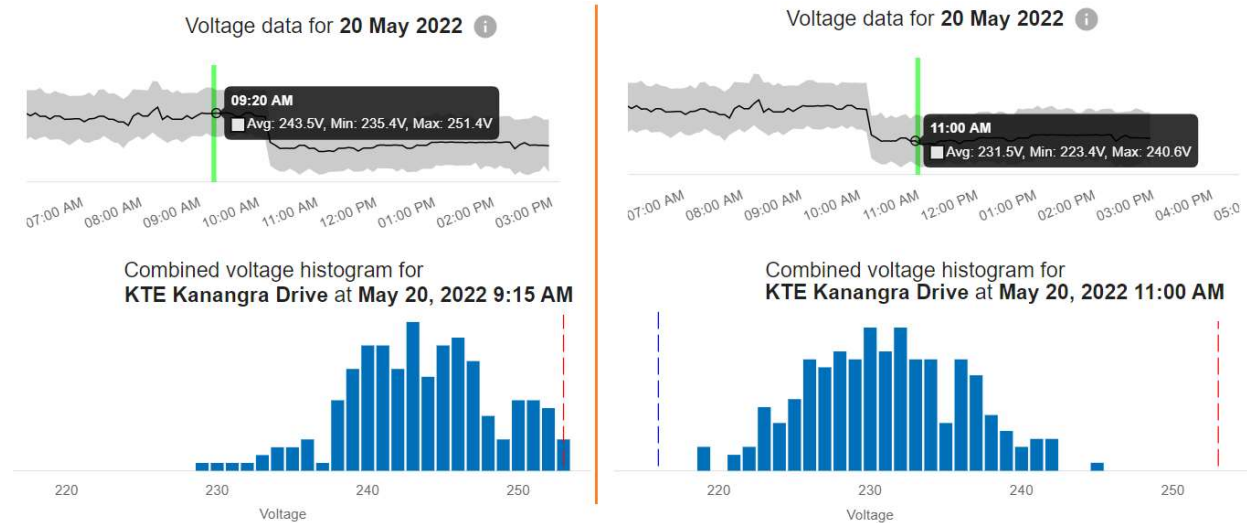 Voltage data for 20 May 2022 i
09:20 AM
Avg: 243.5V, Min: 235.4V, Max: 251.4V
07:00 AM 08:00 AM 09:00 AM 10:00 AM 11:00 AM 12:00 PM 01:00 PM 02:00 PM 03:00 PM
Combined voltage histogram for
KTE Kanangra Drive at May 20, 2022 9:15 AM
220 230 240 250
Voltage
Voltage data for 20 May 2022 i
11:00 AM
Avg: 231.5V, Min: 223.4V, Max: 240.6V
07:00 AM 08:00 AM 09:00 AM 10:00 AM 11:00 AM 12:00 PM 01:00 PM 02:00 PM 03:00 PM 04:00 PM 05:0
Combined voltage histogram for
KTE Kanangra Drive at May 20, 2022 11:00 AM
220 230 240 250
Voltage